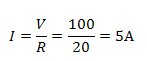 I = V/R = 100/20 = 5A